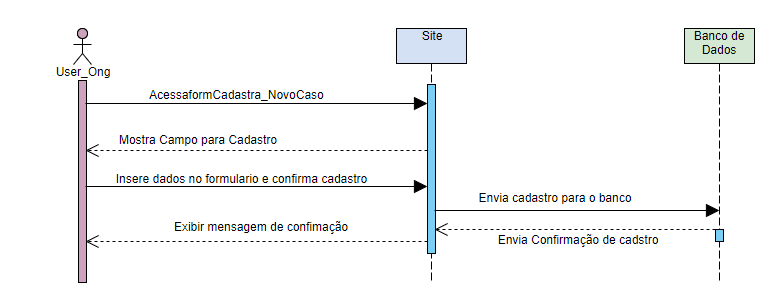 Site
Banco de
Dados
User_Ong
AcessaformCadastra_NovoCaso
Mostra Campo para Cadastro
Insere dados no formulario e confirma cadastro
Envia cadastro para o banco
Exibir mensagem de confimação
Envia Confirmação de cadstro